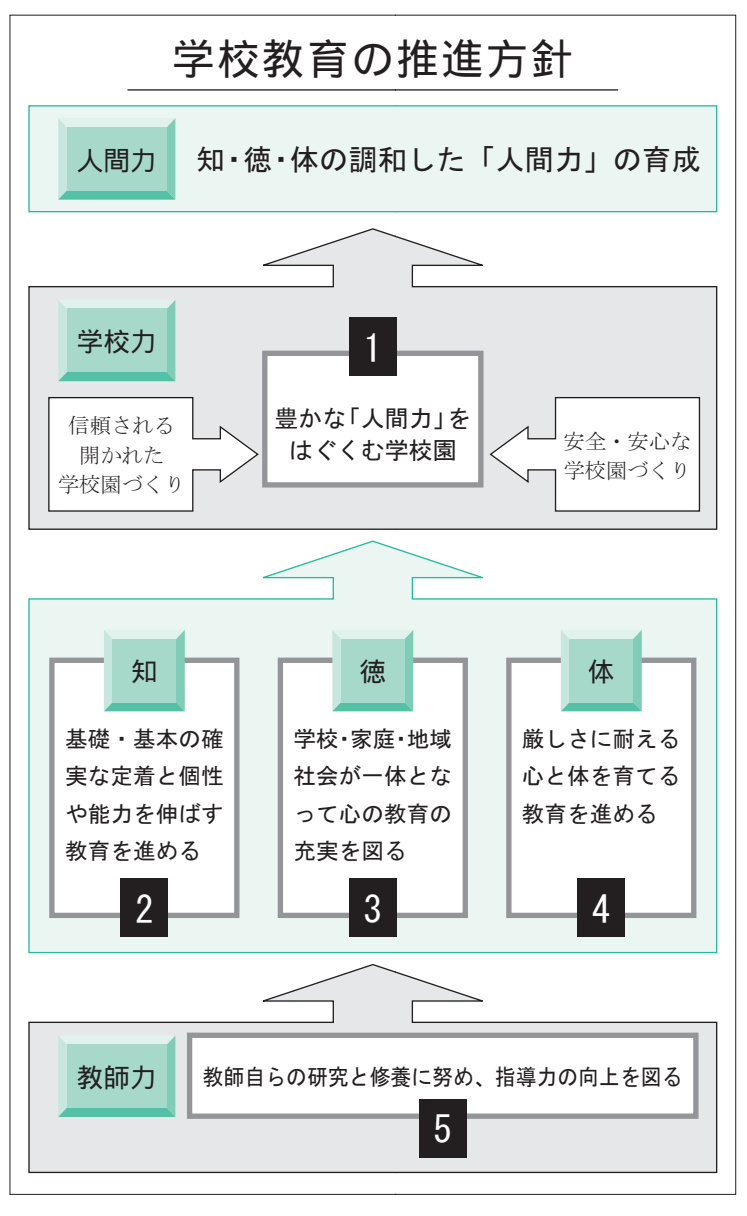 学校教育の推進方針
人間力
知・徳・体の調和した「人間力」の育成
学校力
1
豊かな「人間力」を
はぐくむ学校園
信頼される
開かれた
学校園づくり
安全・安心な
学校園づくり
知
基礎・基本の確
実な定着と個性
や能力を伸ばす
教育を進める
2
徳
学校・家庭・地域
社会が一体とな
って心の教育の
充実を図る
3
体
厳しさに耐える
心と体を育てる
教育を進める
4
教師力
教師自らの研究と修養に努め、指導力の向上を図る
5